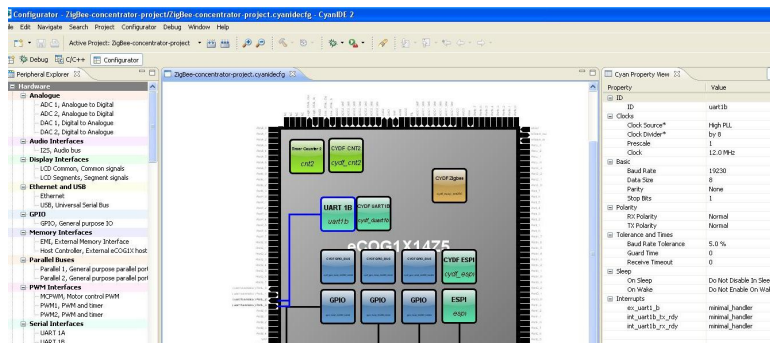 Configurator - ZigBee-concentrator-project/ZigBee-concentrator-project.cyanidecfg - CyanIDE 2
Edit Navigate Search Project Configurator Debug Window Help
Active Project: ZigBee-concentrator-project
Debug C/C++ Configurator
Peripheral Explorer
Hardware
Analogue
ADC 1, Analogue to Digital
ADC 2, Analogue to Digital
DAC 1, Digital to Analogue
DAC 2, Digital to Analogue
Audio Interfaces
I2S, Audio bus
Display Interfaces
LCD Common, Common signals
LCD Segments, Segment signals
Ethernet and USB
Ethernet
USB, Universal Serial Bus
GPIO
GPIO, General purpose IO
Memory Interfaces
EMI, External Memory Interface
Host Controller, External eCOG1X host
Parallel Buses
Parallel 1, General purpose parallel port
Parallel 2, General purpose parallel port
PWM Interfaces
MCPWM, Motor control PWM
PWM1, PWM and timer
PWM2, PWM and timer
Serial Interfaces
UART 1A
UART 1B
ZigBee-concentrator-project.cyanidecfg
cnt2
CYDF CNT2
cydf_cnt2
CYDF Zigbee
UART 1B
uart1b
CYDF UART1B
cydf_duart1b
eCOG1X14Z5
CYDF ESPI
cydf_espi
GPIO
GPIO
GPIO
ESPI
espi
Cyan Property View
Property Value
ID
ID uart1b
Clocks
Clock Source* High PLL
Clock Divider* by 8
Prescale 1
Clock 12.0 MHz
Basic
Baud Rate 19230
Data Size 8
Parity None
Stop Bits 1
Polarity
RX Polarity Normal
TX Polarity Normal
Tolerance and Times
Baud Rate Tolerance 5.0 %
Guard Time 0
Receive Timeout 0
Sleep
On Sleep Do Not Disable In Slee
On Wake Do Not Enable On Wak
Interrupts
ex_uart1_b minimal_handler
int_uart1b_tx_rdy minimal_handler
int_uart1b_rx_rdy minimal_handler